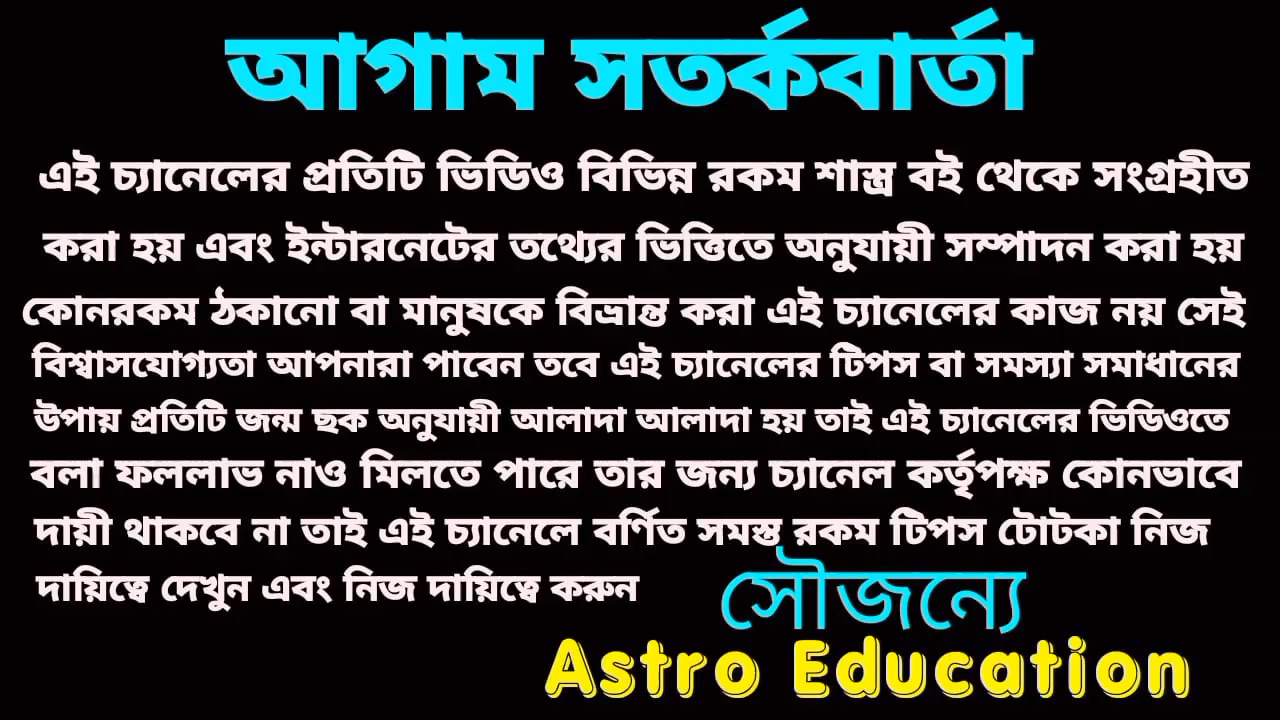 আগাম সতর্কবার্তা
এই চ্যানেলের প্রতিটি ভিডিও বিভিন্ন রকম শাস্ত্র বই থেকে সংগ্রহীত
করা হয় এবং ইন্টারনেটের তথ্যের ভিত্তিতে অনুযায়ী সম্পাদন করা হয়
কোনরকম ঠকানো বা মানুষকে বিভ্রান্ত করা এই চ্যানেলের কাজ নয় সেই
বিশ্বাসযোগ্যতা আপনারা পাবেন তবে এই চ্যানেলের টিপস বা সমস্যা সমাধানের
উপায় প্রতিটি জন্ম ছক অনুযায়ী আলাদা আলাদা হয় তাই এই চ্যানেলের ভিডিওতে
বলা ফললাভ নাও মিলতে পারে তার জন্য চ্যানেল কর্তৃপক্ষ কোনভাবে
দায়ী থাকবে না তাই এই চ্যানেলে বর্ণিত সমস্ত রকম টিপস টোটকা নিজ
দায়িত্বে দেখুন এবং নিজ দায়িত্বে করুন
সৌজন্যে
Astro Education